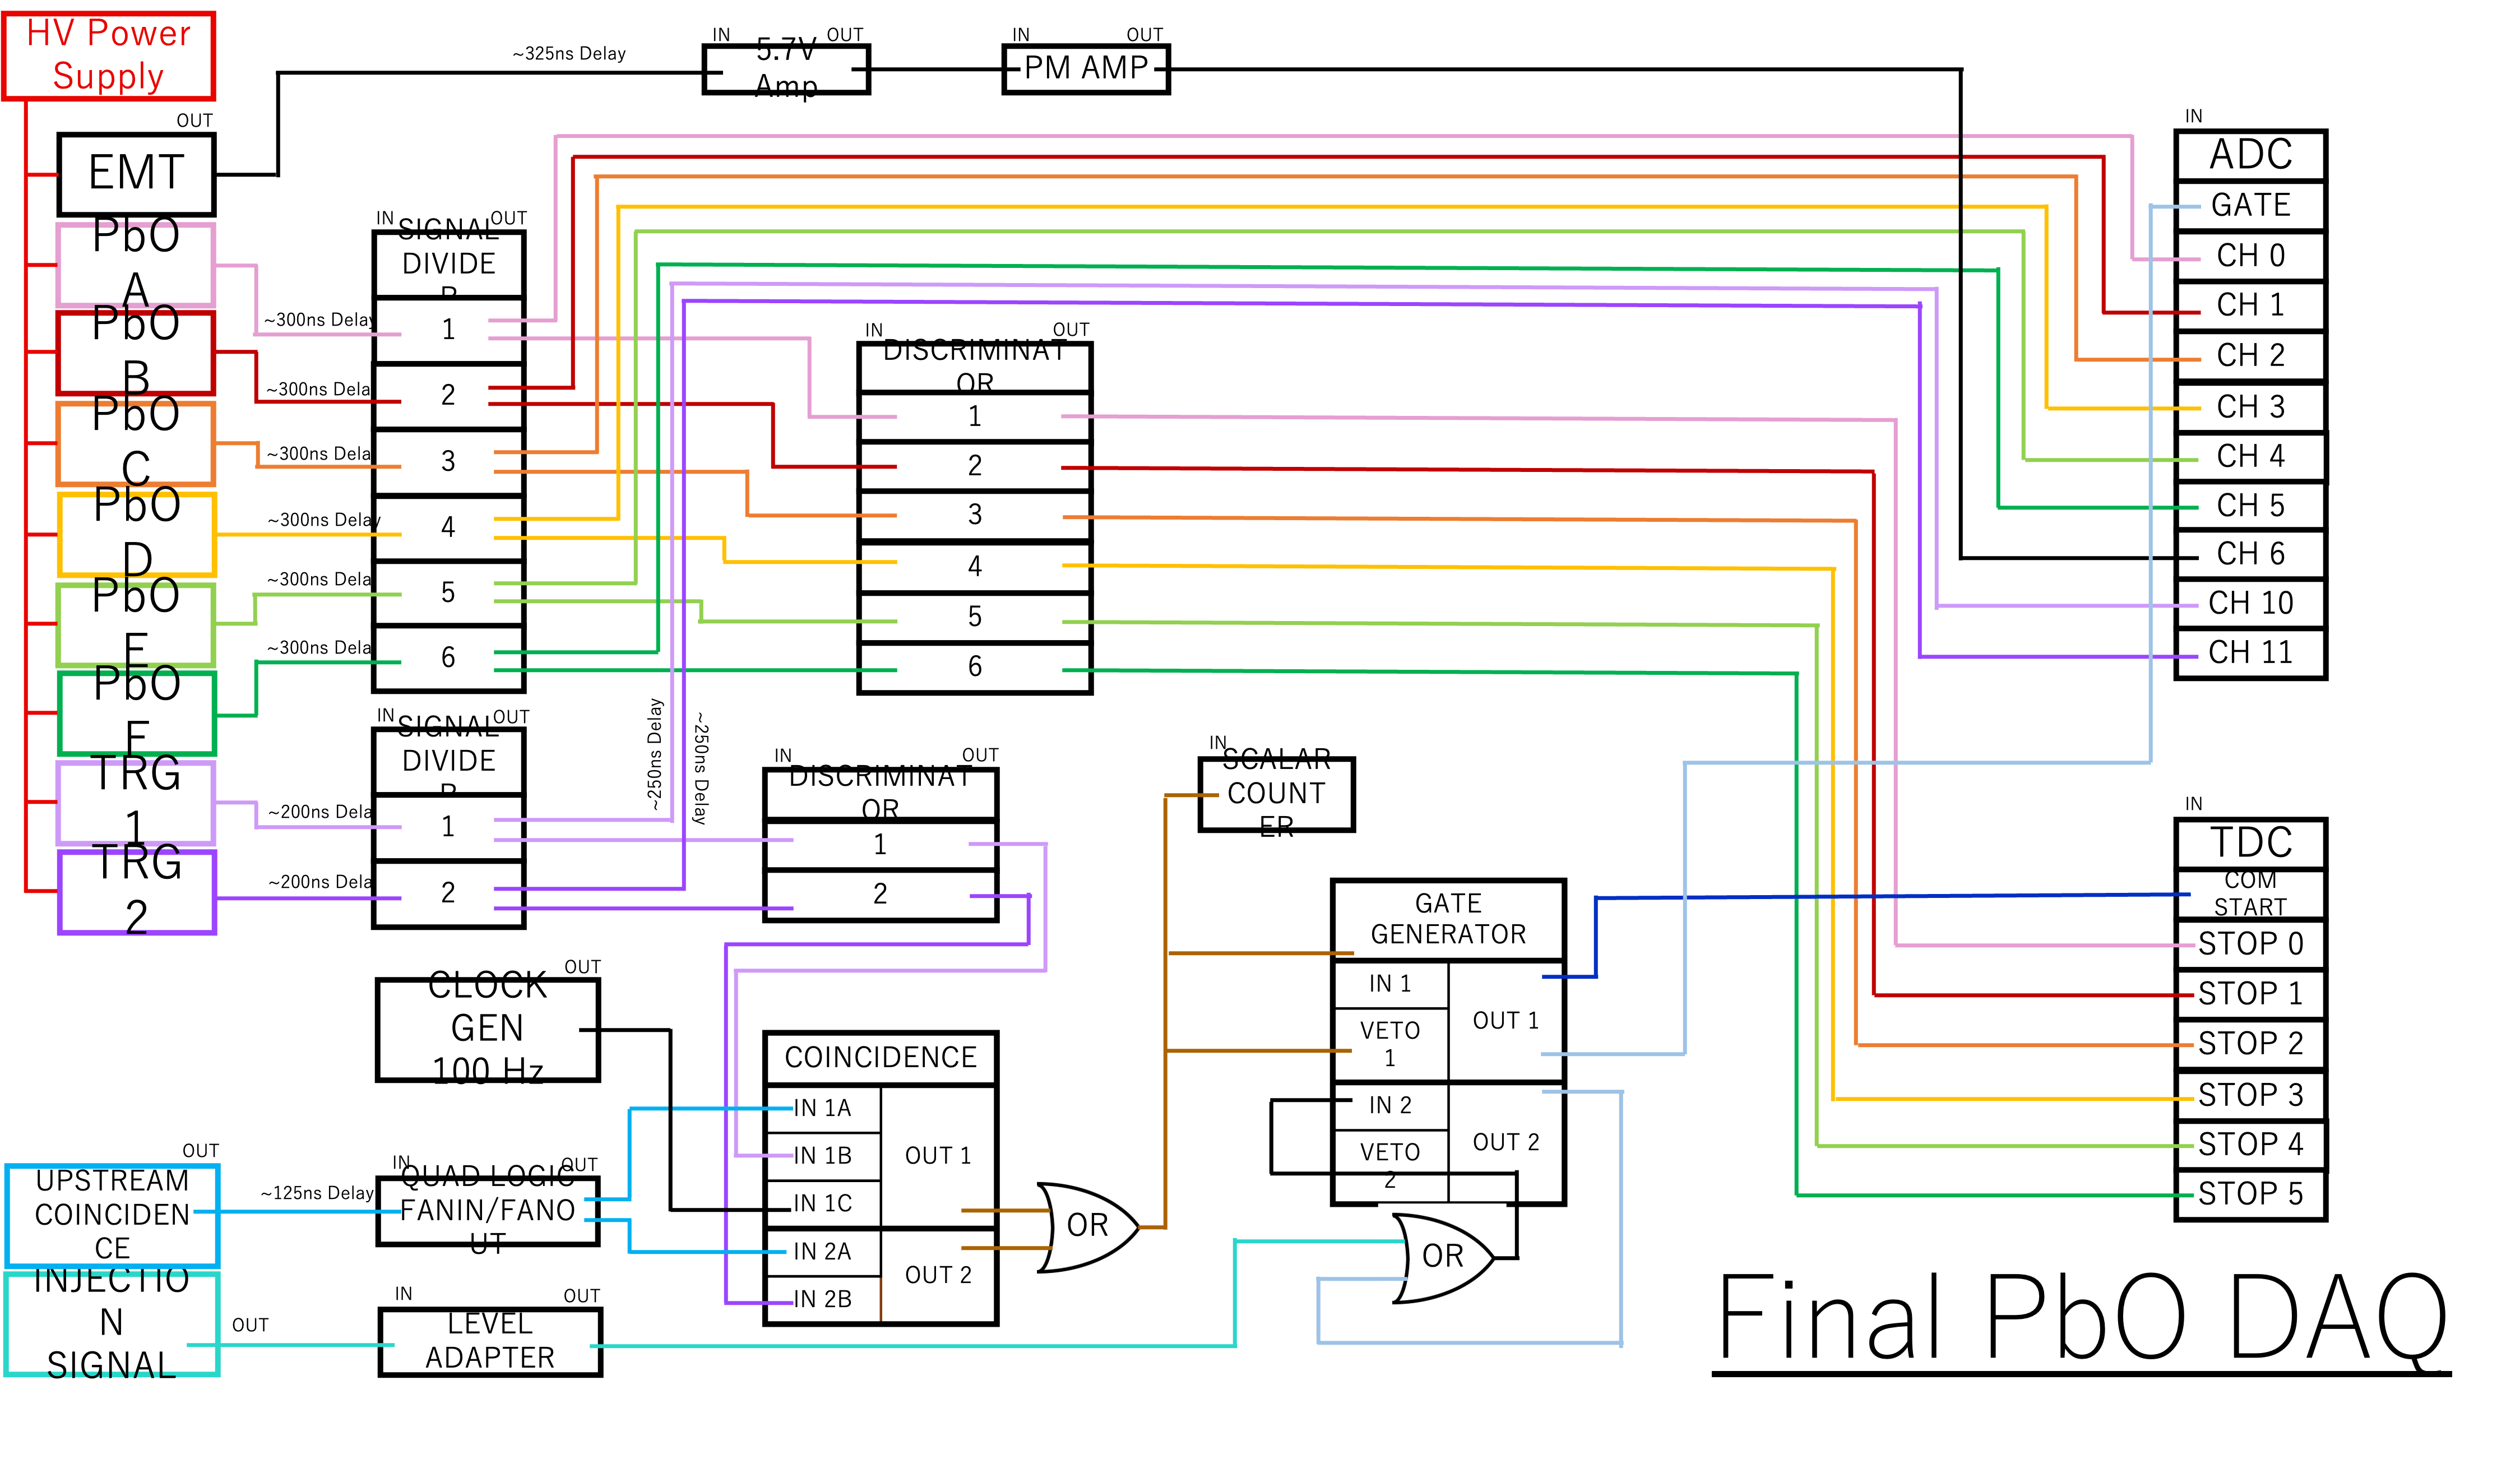 HV Power
Supply
~325ns Delay
IN
OUT
5.7V
Amp
IN
OUT
PM AMP
OUT
EMT
PbO
A
PbO
B
PbO
C
PbO
D
PbO
E
PbO
F
TRG
1
TRG
2
~300ns Delay
~300ns Dela
~300ns Dela
~300ns Delay
~300ns Dela
~300ns Dela
~200ns Dela
~200ns Dela
IN
OUT
SIGNAL
DIVIDE
R
1
2
3
4
5
6
IN
OUT
SIGNAL
DIVIDE
R
1
2
~250ns Delay
~250ns Delay
IN
OUT
DISCRIMINAT
OR
1
2
3
4
5
6
IN
OUT
DISCRIMINAT
OR
1
2
IN
SCALAR
COUNT
ER
IN
ADC
GATE
CH 0
CH 1
CH 2
CH 3
CH 4
CH 5
CH 6
CH 10
CH 11
IN
TDC
COM
START
STOP 0
STOP 1
STOP 2
STOP 3
STOP 4
STOP 5
GATE
GENERATOR
IN 1
VETO
1
OUT 1
IN 2
VETO
2
OUT 2
OUT
CLOCK
GEN
100 Hz
COINCIDENCE
IN 1A
IN 1B
IN 1C
OUT 1
IN 2A
IN 2B
OUT 2
OR
OR
OUT
UPSTREAM
COINCIDEN
CE
~125ns Delay
IN
OUT
QUAD LOGIC
FANIN/FANO
UT
INJECTIO
N
SIGNAL
OUT
IN
OUT
LEVEL
ADAPTER
Final PbO DAQ